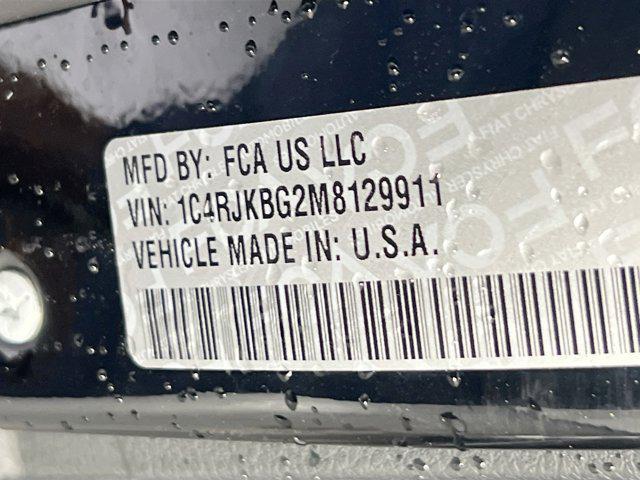 MFD BY: FCA US LLC
VIN: 1C4RJKBG2M8129911
VEHICLE MADE IN: U.S.A.